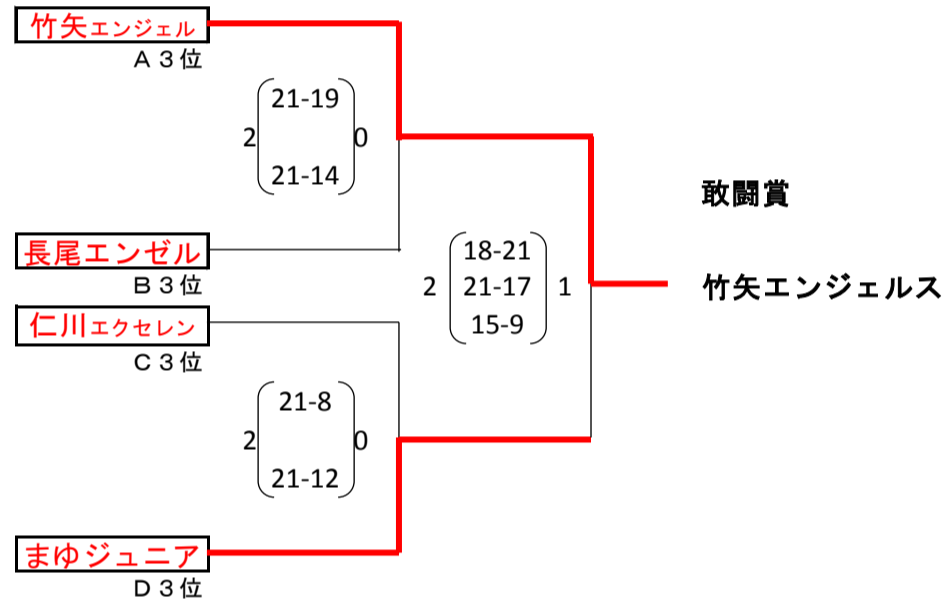 竹矢エンジェル
A3位
21-19
2 0
21-14
敢闘賞
長尾エンゼル
B3位
18-21
2 21-17 1
15-9
竹矢エンジェルス
仁川エクセレン
C3位
21-8
2 0
21-12
まゆジュニア
D3位